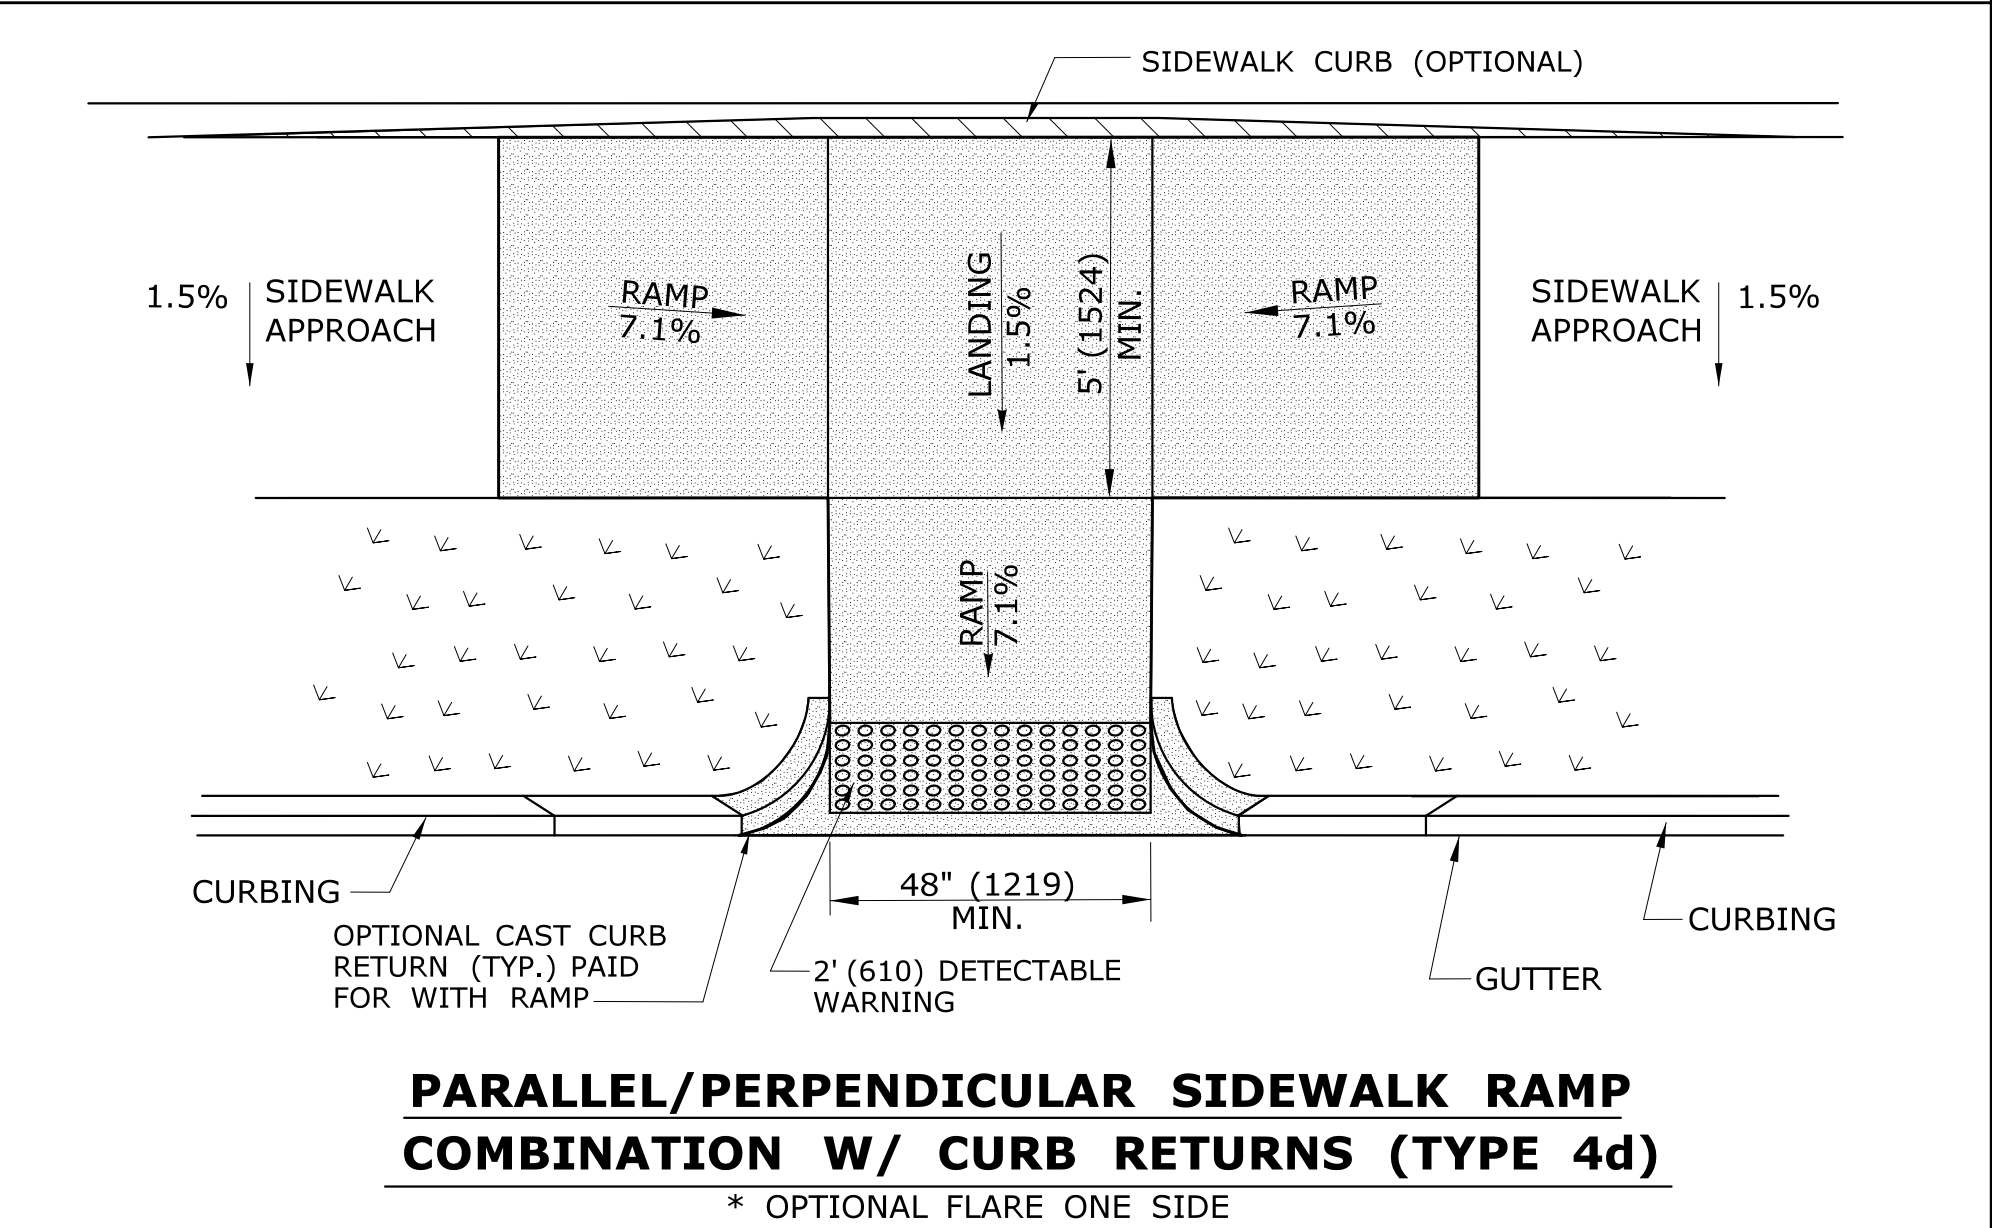 SIDEWALK CURB (OPTIONAL)
1.5%
SIDEWALK
APPROACH
RAMP
7.1%
LANDING
1.5%
5' (1524)
MIN.
RAMP
7.1%
SIDEWALK
APPROACH
1.5%
RAMP
7.1%
CURBING
48" (1219)
MIN.
CURBING
OPTIONAL CAST CURB
RETURN (TYP.) PAID
FOR WITH RAMP
2' (610) DETECTABLE
WARNING
GUTTER
PARALLEL/PERPENDICULAR SIDEWALK RAMP
COMBINATION W/ CURB RETURNS (TYPE 4d)
* OPTIONAL FLARE ONE SIDE